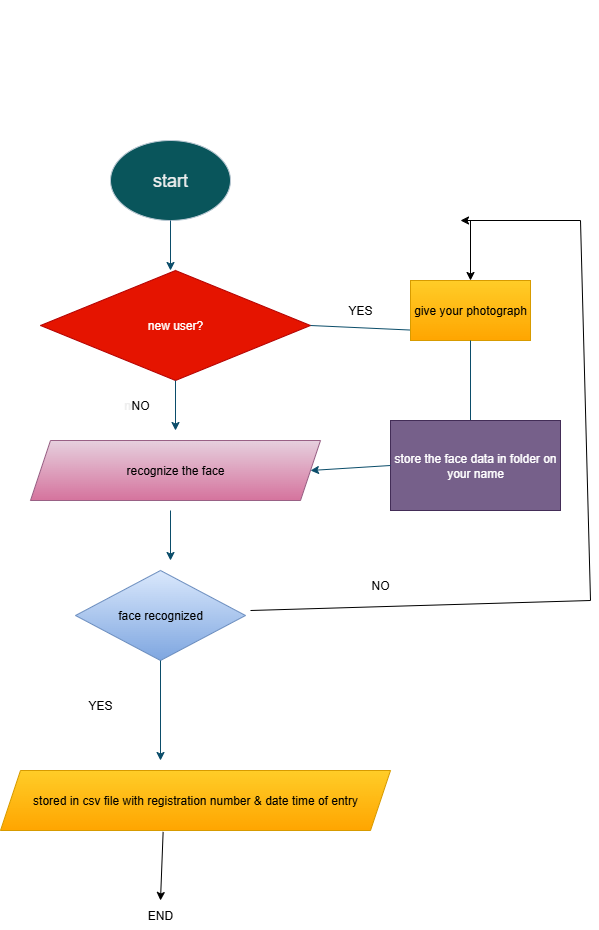 start
new user?
YES
give your photograph
NO
store the face data in folder on
your name
recognize the face
NO
face recognized
YES
stored in csv file with registration number & date time of entry
END